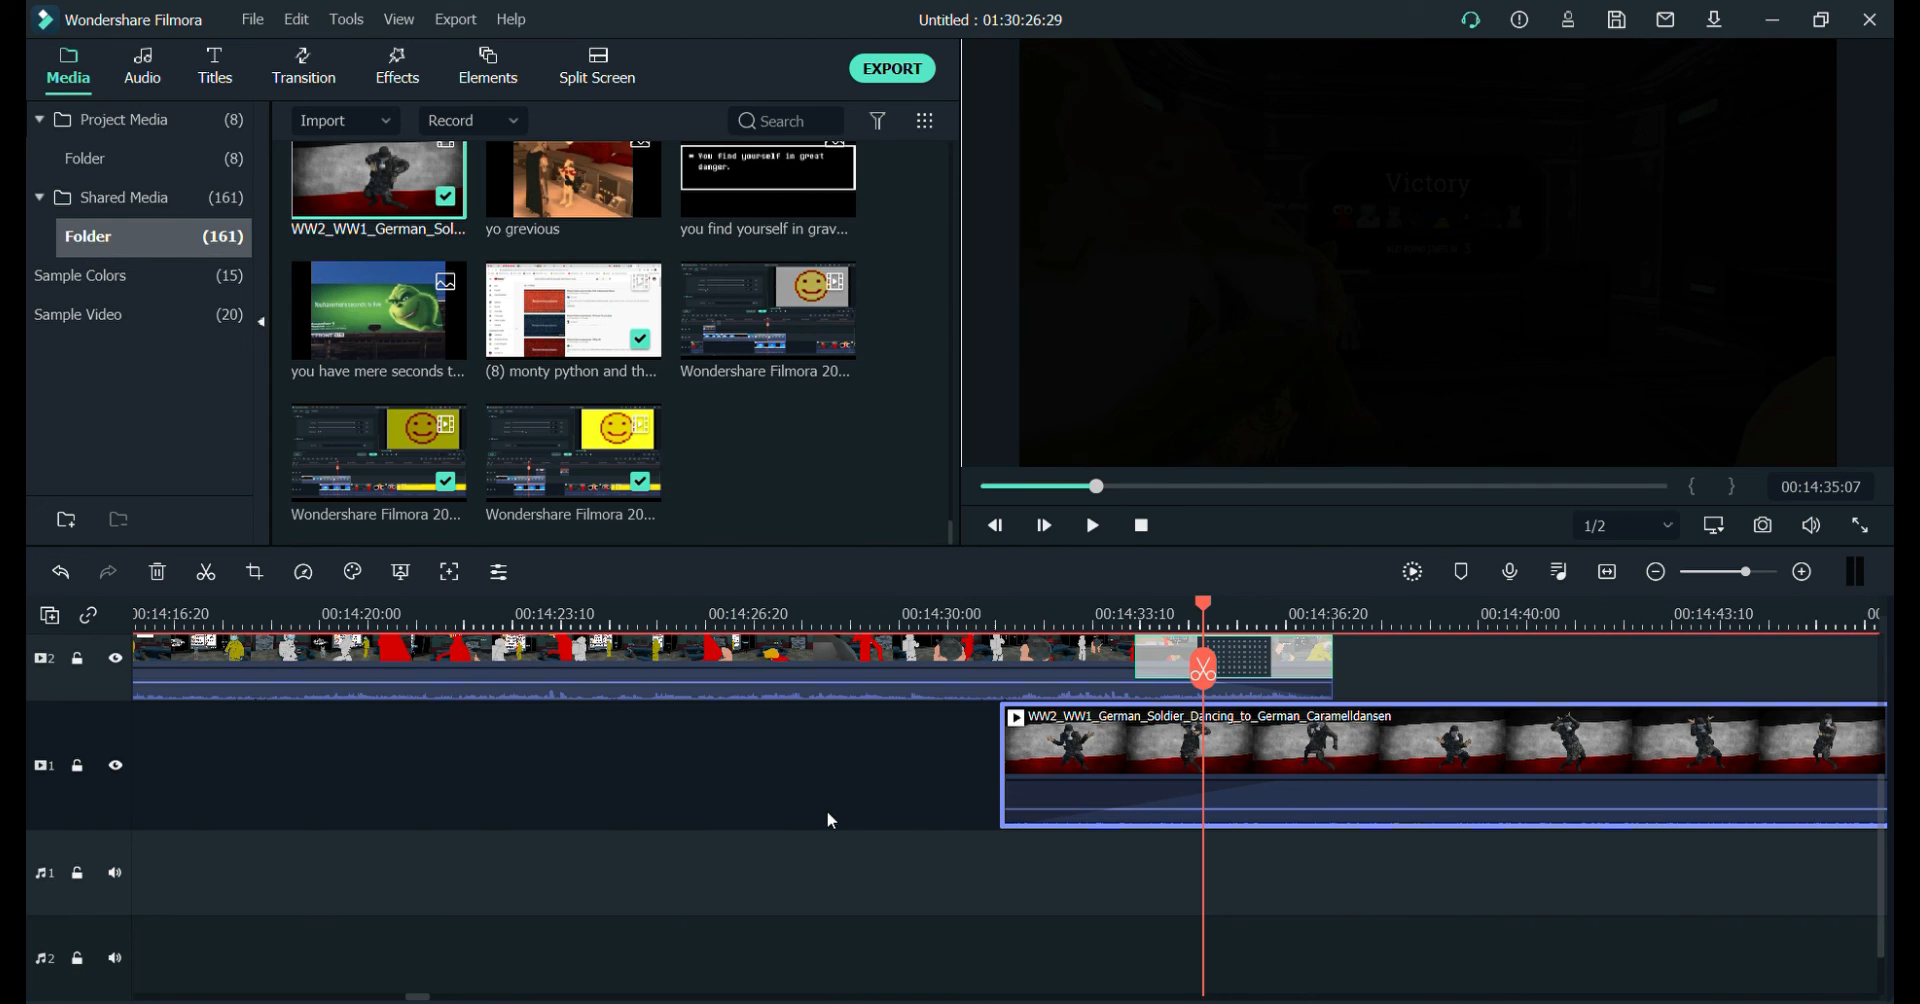 Wondershare Filmora File Edit Tools View Export Help Untitled : 01:30:26:29
Media Audio Titles Transition Effects Elements Split Screen EXPORT
Project Media (8)
Folder (8)
Shared Media (161)
Folder (161)
Sample Colors (15)
Sample Video (20)
Import Record Search
* You find yourself in great
danger.
WW2_WW1_German_Sol... yo grevious you find yourself in grav...
you have mere seconds t... (8) monty python and th... Wondershare Filmora 20...
Wondershare Filmora 20... Wondershare Filmora 20...
Victory
{ } 00:14:35:07
1/2
00:14:16:20 00:14:20:00 00:14:23:10 00:14:26:20 00:14:30:00 00:14:33:10 00:14:36:20 00:14:40:00 00:14:43:10
2
WW2_WW1_German_Soldier_Dancing_to_German_Caramelldansen
1
1
2